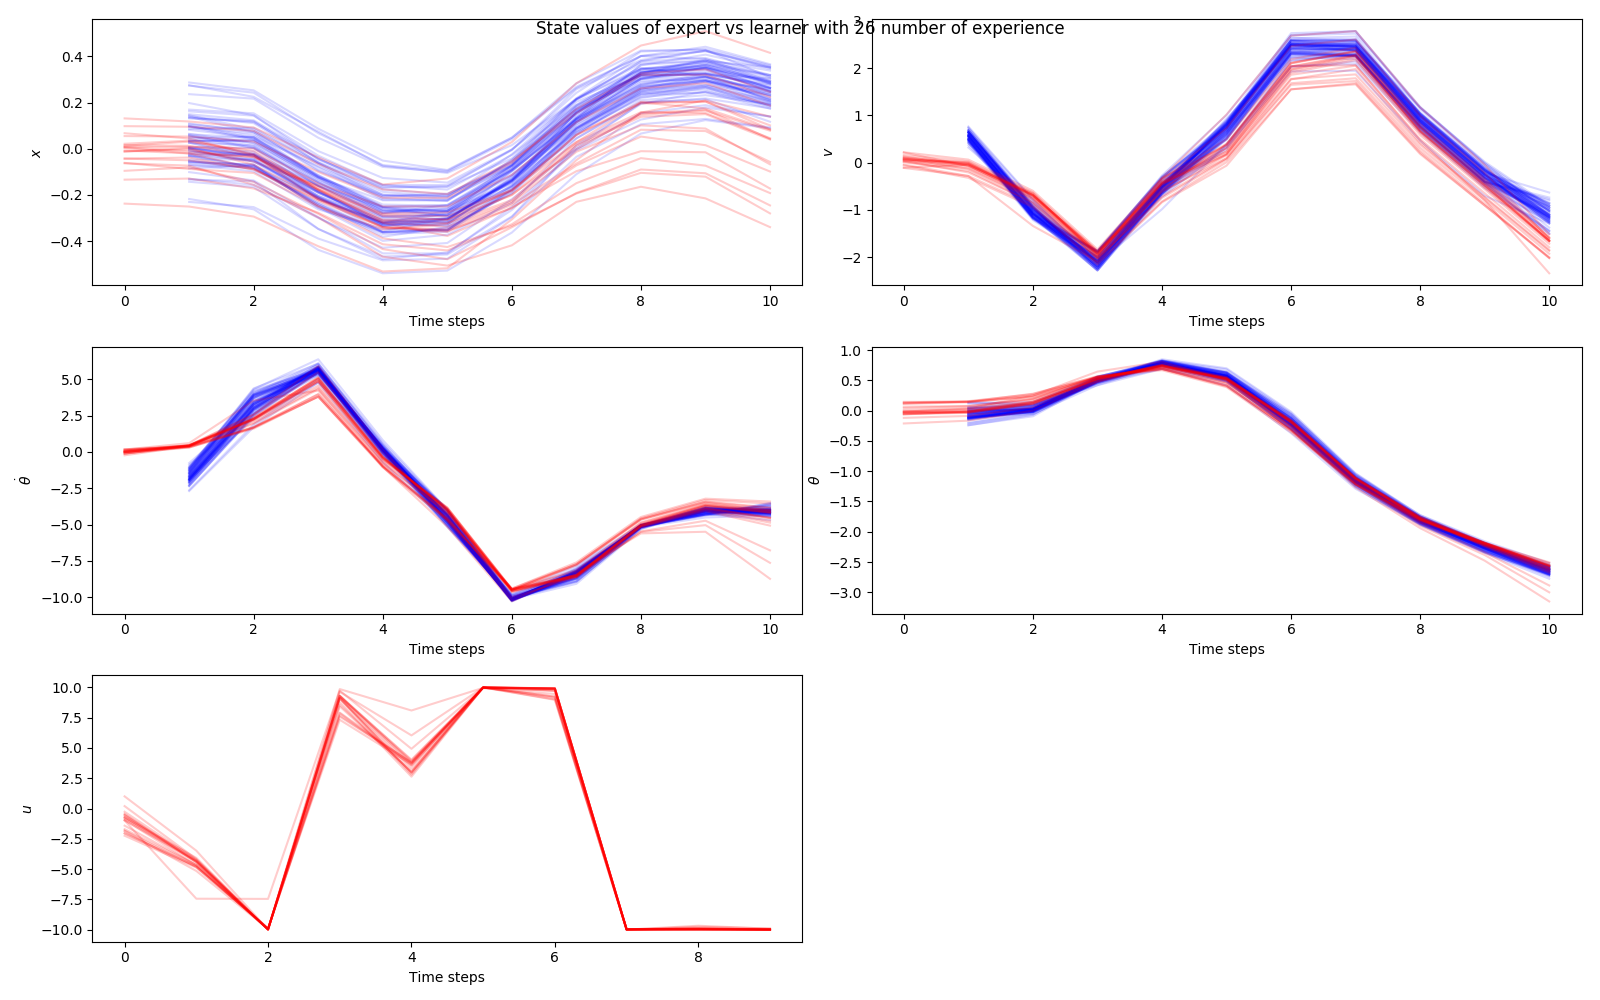 State values of expert vs learner with 26 number of experience
x
0.4
0.2
0.0
−0.2
−0.4
0 2 4 6 8 10
Time steps
v
3
2
1
0
−1
−2
0 2 4 6 8 10
Time steps
θ̇
5.0
2.5
0.0
−2.5
−5.0
−7.5
−10.0
0 2 4 6 8 10
Time steps
θ
1.0
0.5
0.0
−0.5
−1.0
−1.5
−2.0
−2.5
−3.0
0 2 4 6 8 10
Time steps
u
10.0
7.5
5.0
2.5
0.0
−2.5
−5.0
−7.5
−10.0
0 2 4 6 8
Time steps